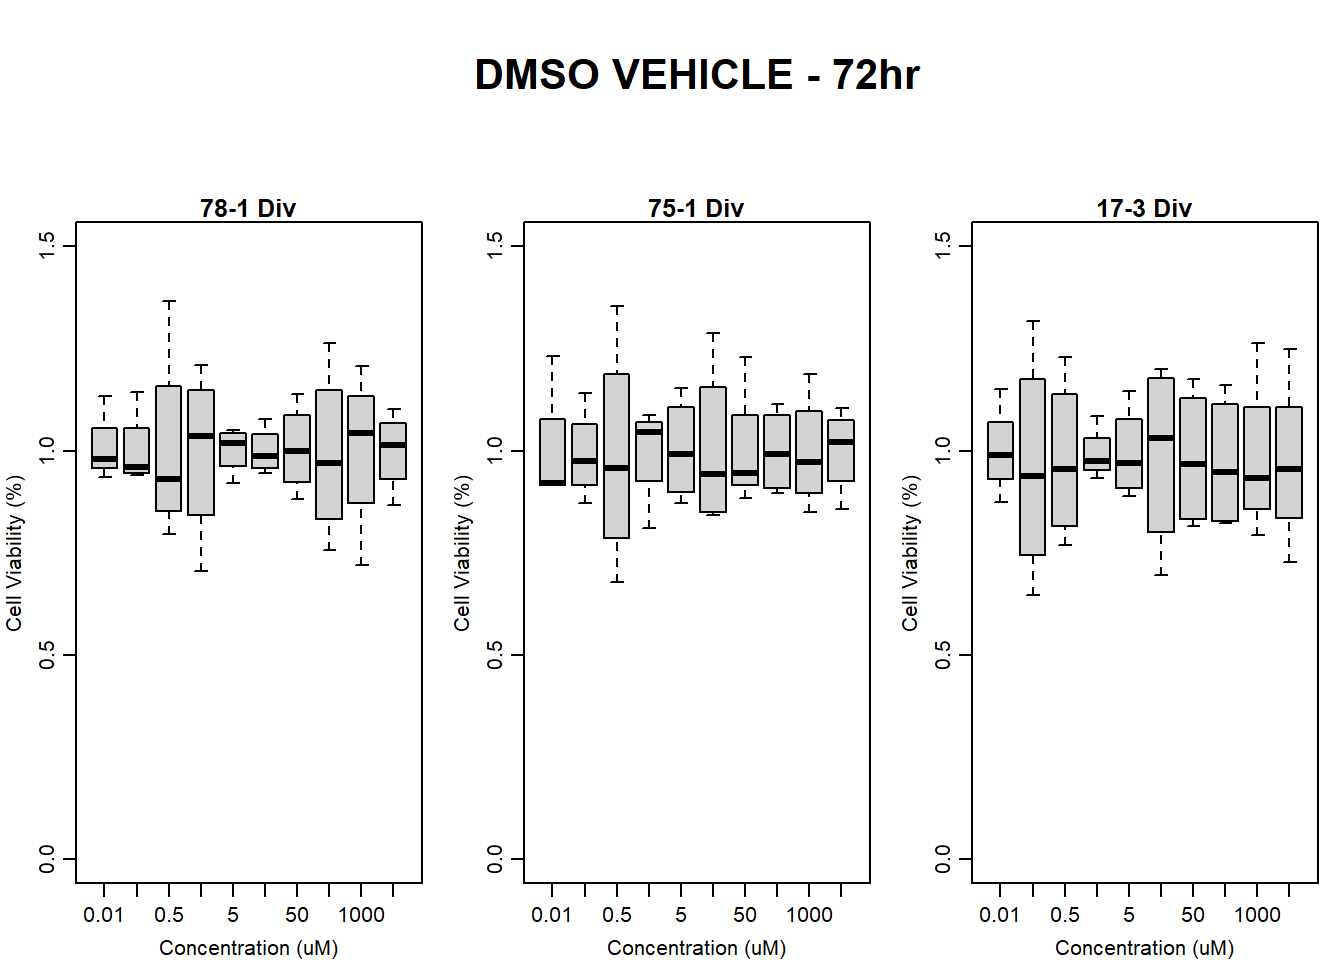 DMSO VEHICLE - 72hr
78-1 Div
1.5
1.0
0.5
0.0
Cell Viability (%)
0.01 0.5 5 50 1000
Concentration (uM)
75-1 Div
1.5
1.0
0.5
0.0
Cell Viability (%)
0.01 0.5 5 50 1000
Concentration (uM)
17-3 Div
1.5
1.0
0.5
0.0
Cell Viability (%)
0.01 0.5 5 50 1000
Concentration (uM)